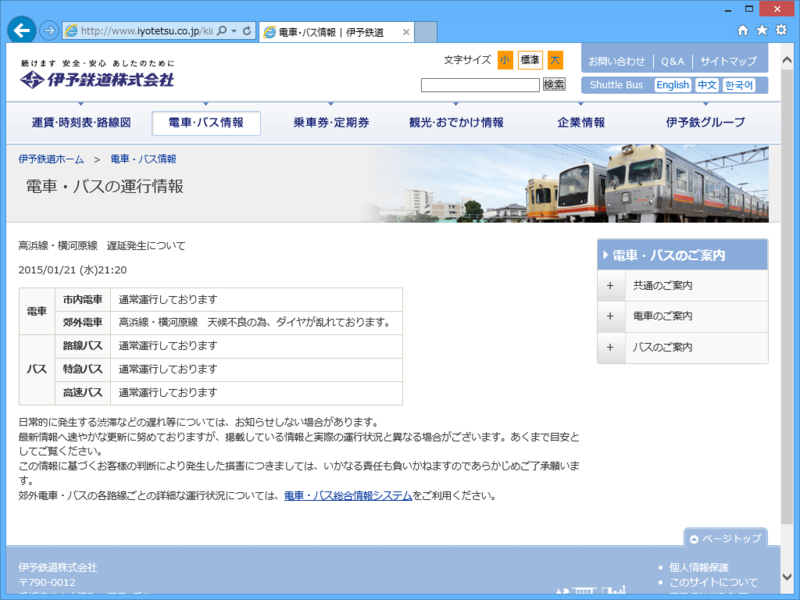 http://www.iyotetsu.co.jp/kii
電車・バス情報 | 伊予鉄道
続けます 安全・安心 あしたのために
伊予鉄道株式会社
文字サイズ 小 標準 大
検索
お問い合わせ Q&A サイトマップ
Shuttle Bus English 中文 한국어
運賃・時刻表・路線図 電車・バス情報 乗車券・定期券 観光・おでかけ情報 企業情報 伊予鉄グループ
伊予鉄道ホーム > 電車・バス情報
電車・バスの運行情報
高浜線・横河原線 遅延発生について
2015/01/21 (水)21:20
電車 市内電車 通常運行しております
郊外電車 高浜線・横河原線 天候不良の為、ダイヤが乱れております。
バス 路線バス 通常運行しております
特急バス 通常運行しております
高速バス 通常運行しております
日常的に発生する渋滞などの遅れ等については、お知らせしない場合があります。
最新情報へ速やかな更新に努めておりますが、掲載している情報と実際の運行状況と異なる場合がございます。あくまで目安と
してご覧ください。
この情報に基づくお客様の判断により発生した損害につきましては、いかなる責任も負いかねますのであらかじめご了承願いま
す。
郊外電車・バスの各路線ごとの詳細な運行状況については、電車・バス総合情報システムをご利用ください。
電車・バスのご案内
+ 共通のご案内
+ 電車のご案内
+ バスのご案内
ページトップ
伊予鉄道株式会社
〒790-0012
・個人情報保護
・このサイトについて